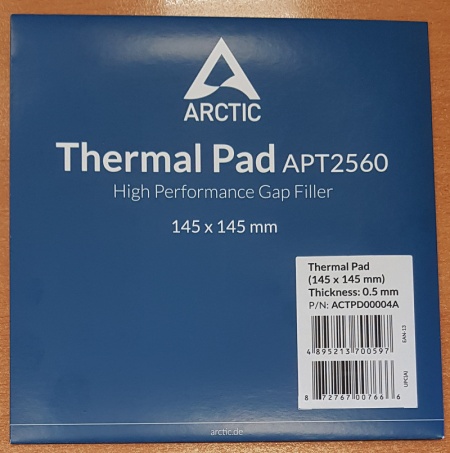 ARCTIC
Thermal Pad APT2560
High Performance Gap Filler
145 x 145 mm
Thermal Pad
(145 x 145 mm)
Thickness: 0.5 mm
P/N: ACTPD00004A
EAN-13
4 895213 700597
UPC(A)
8 72767 00766 6
arctic.de